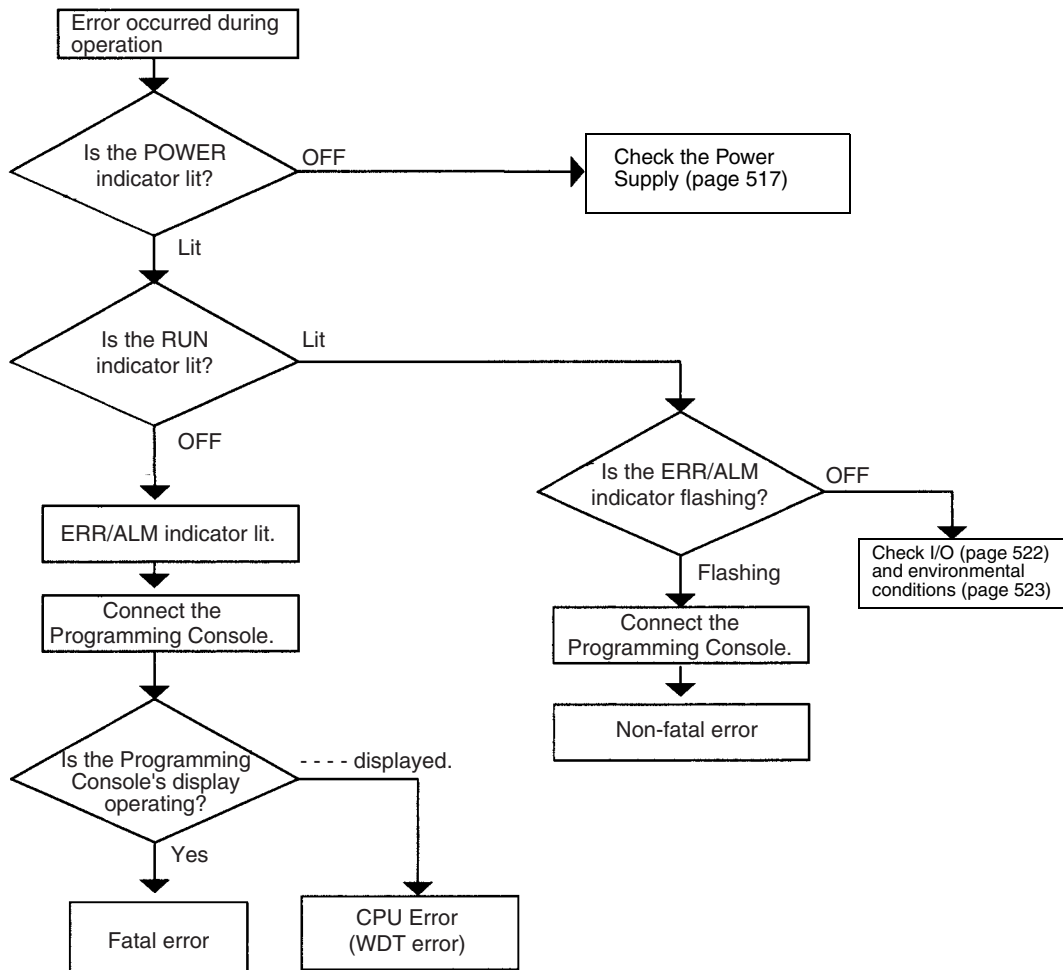 Error occurred during
operation
Is the POWER
indicator lit?
OFF
Check the Power
Supply (page 517)
Lit
Is the RUN
indicator lit?
Lit
OFF
Is the ERR/ALM
indicator flashing?
OFF
ERR/ALM indicator lit.
Check I/O (page 522)
and environmental
conditions (page 523)
Flashing
Connect the
Programming Console.
Connect the
Programming Console.
Non-fatal error
Is the Programming
Console's display
operating?
- - - - displayed.
Yes
Fatal error
CPU Error
(WDT error)